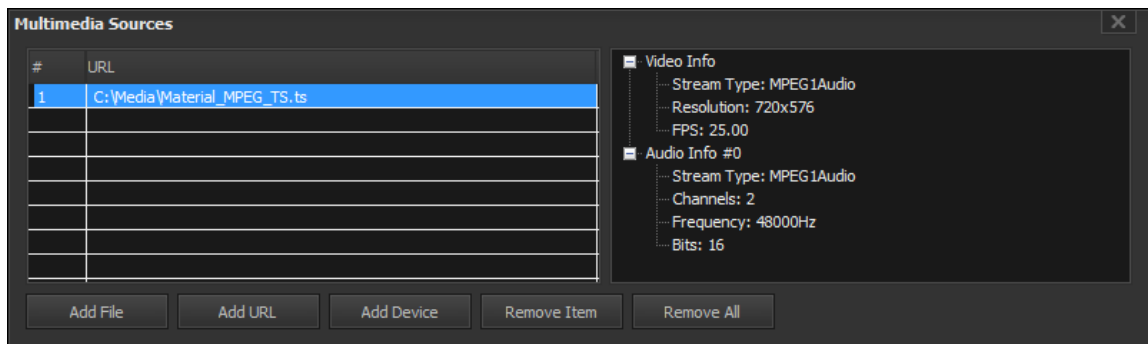 Multimedia Sources
X
# URL
1 C:\Media\Material_MPEG_TS.ts
Video Info
Stream Type: MPEG1Audio
Resolution: 720x576
FPS: 25.00
Audio Info #0
Stream Type: MPEG1Audio
Channels: 2
Frequency: 48000Hz
Bits: 16
Add File Add URL Add Device Remove Item Remove All